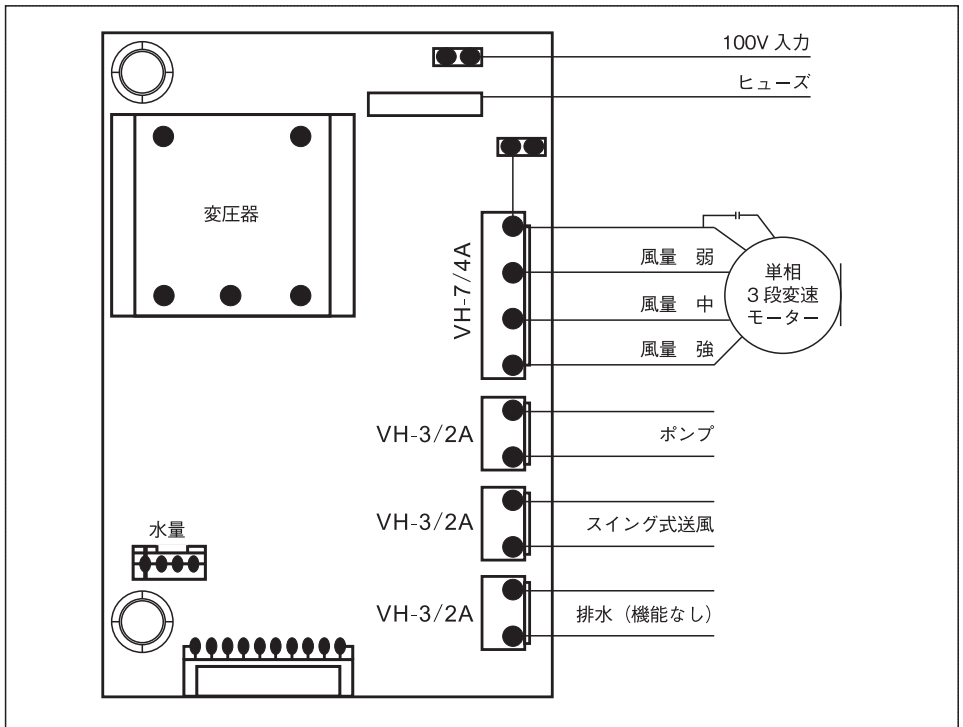 100V 入力
ヒューズ
変圧器
VH-7/4A
風量 弱
風量 中
風量 強
単相
3 段変速
モーター
VH-3/2A
ポンプ
VH-3/2A
スイング式送風
水量
VH-3/2A
排水（機能なし）